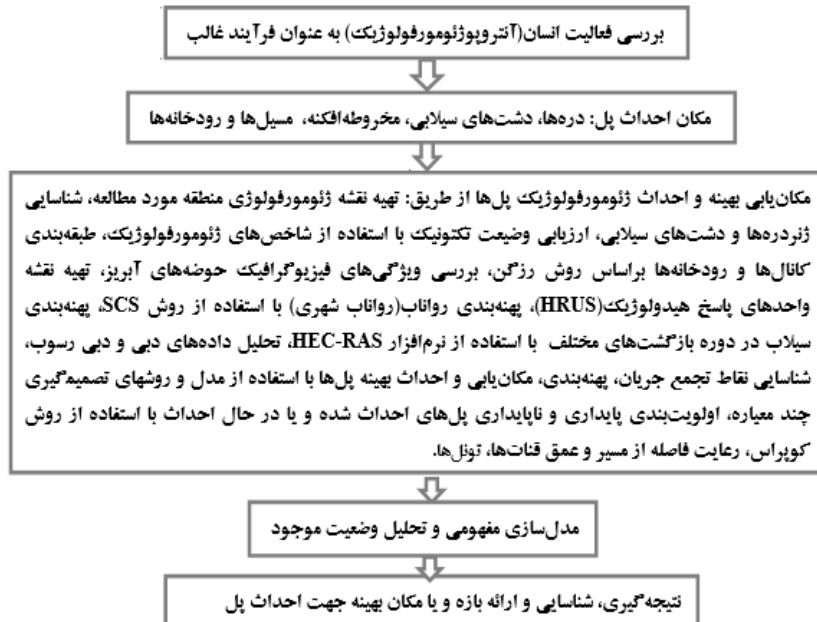 بررسی فعالیت انسان(آنتروپوژئومورفولوژیک) به عنوان فرآیند غالب
مکان احداث پل: دره‌ها، دشت‌های سیلابی، مخروطه‌افکنه، مسیل‌ها و رودخانه‌ها
مکان‌یابی بهینه و احداث ژئومورفولوژیک پل‌ها از طریق: تهیه نقشه ژئومورفولوژی منطقه مورد مطالعه، شناسایی
ژنردره‌ها و دشت‌های سیلابی، ارزیابی وضیعت تکتونیک با استفاده از شاخص‌های ژئومورفولوژیک، طبقه‌بندی
کانال‌ها و رودخانه‌ها براساس روش رزگن، بررسی ویژگی‌های فیزیوگرافیک حوضه‌های آبریز، تهیه نقشه
واحدهای پاسخ هیدولوژیک(HRUS)، پهنه‌بندی رواناب(رواناب شهری) با استفاده از روش SCS، پهنه‌بندی
سیلاب در دوره بازگشت‌های مختلف با استفاده از نرم‌افزار HEC-RAS، تحلیل داده‌های دبی و دبی رسوب،
شناسایی نقاط تجمع جریان، پهنه‌بندی، مکان‌یابی و احداث بهینه پل‌ها با استفاده از مدل و روشهای تصمیم‌گیری
چند معیاره، اولویت‌بندی پایداری و ناپایداری پل‌های احداث شده و یا در حال احداث با استفاده از روش
کوپراس، رعایت فاصله از مسیر و عمق قنات‌ها، تونل‌ها.
مدل‌سازی مفهومی و تحلیل وضعیت موجود
نتیجه‌گیری، شناسایی و ارائه بازه و یا مکان بهینه جهت احداث پل